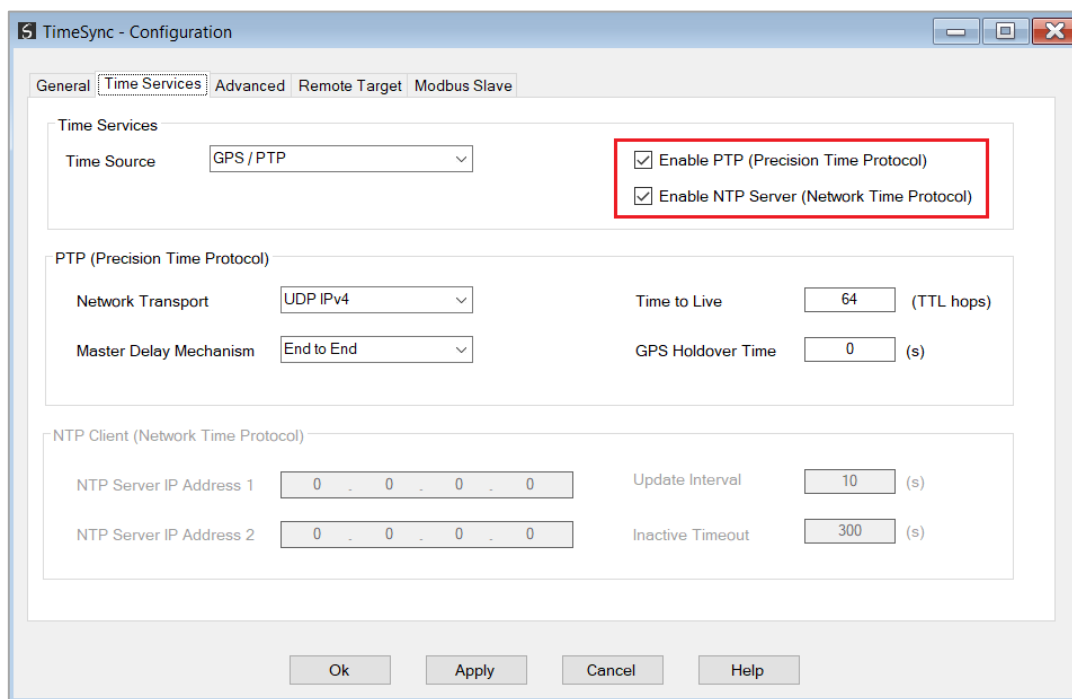 TimeSync - Configuration
General Time Services Advanced Remote Target Modbus Slave
Time Services
Time Source GPS / PTP
Enable PTP (Precision Time Protocol)
Enable NTP Server (Network Time Protocol)
PTP (Precision Time Protocol)
Network Transport UDP IPv4 Time to Live 64 (TTL hops)
Master Delay Mechanism End to End GPS Holdover Time 0 (s)
NTP Client (Network Time Protocol)
NTP Server IP Address 1 0 . 0 . 0 . 0 Update Interval 10 (s)
NTP Server IP Address 2 0 . 0 . 0 . 0 Inactive Timeout 300 (s)
Ok Apply Cancel Help